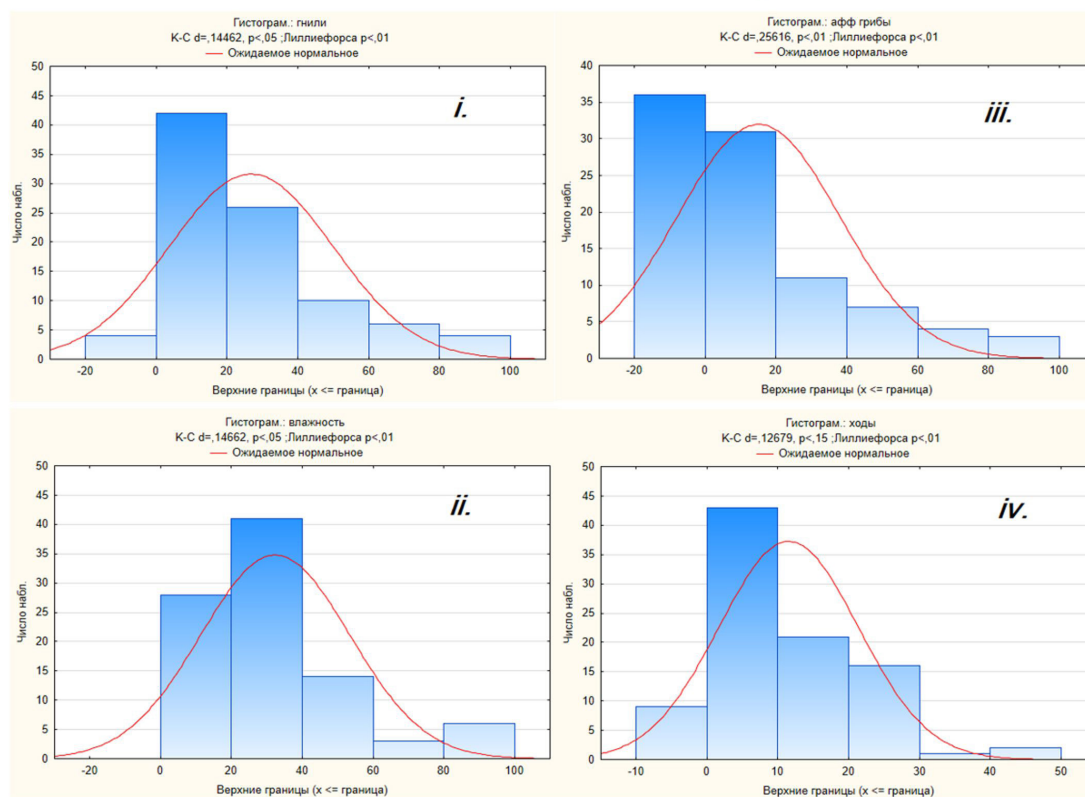 Гистограм.: гнили
K-C d=,14462, p<,05 ;Лиллиефорса p<,01
Ожидаемое нормальное
i.
50
45
40
35
30
25
20
15
10
5
0
Число набл.
-20 0 20 40 60 80 100
Верхние границы (x <= граница)
Гистограм.: афф грибы
K-C d=,25616, p<,01 ;Лиллиефорса p<,01
Ожидаемое нормальное
iii.
40
35
30
25
20
15
10
5
0
Число набл.
-20 0 20 40 60 80 100
Верхние границы (x <= граница)
Гистограм.: влажность
K-C d=,14662, p<,05 ;Лиллиефорса p<,01
Ожидаемое нормальное
ii.
50
45
40
35
30
25
20
15
10
5
0
Число набл.
-20 0 20 40 60 80 100
Верхние границы (x <= граница)
Гистограм.: ходы
K-C d=,12679, p<,15 ;Лиллиефорса p<,01
Ожидаемое нормальное
iv.
50
45
40
35
30
25
20
15
10
5
0
Число набл.
-10 0 10 20 30 40 50
Верхние границы (x <= граница)